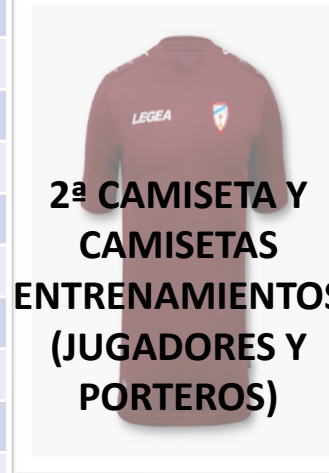 LEGEA
2ª CAMISETA Y
CAMISETAS
ENTRENAMIENTOS
(JUGADORES Y
PORTEROS)